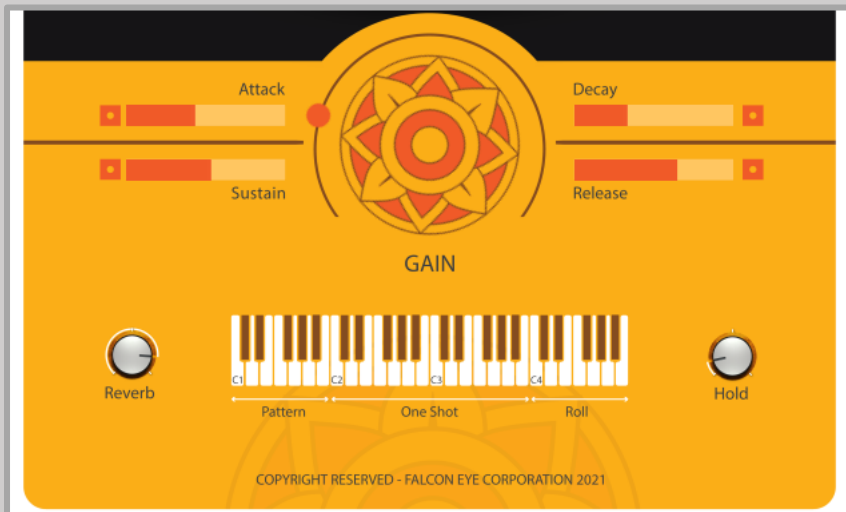 Attack
Decay
Sustain
Release
GAIN
C1 C2 C3 C4
Reverb
Hold
Pattern One Shot Roll
COPYRIGHT RESERVED - FALCON EYE CORPORATION 2021